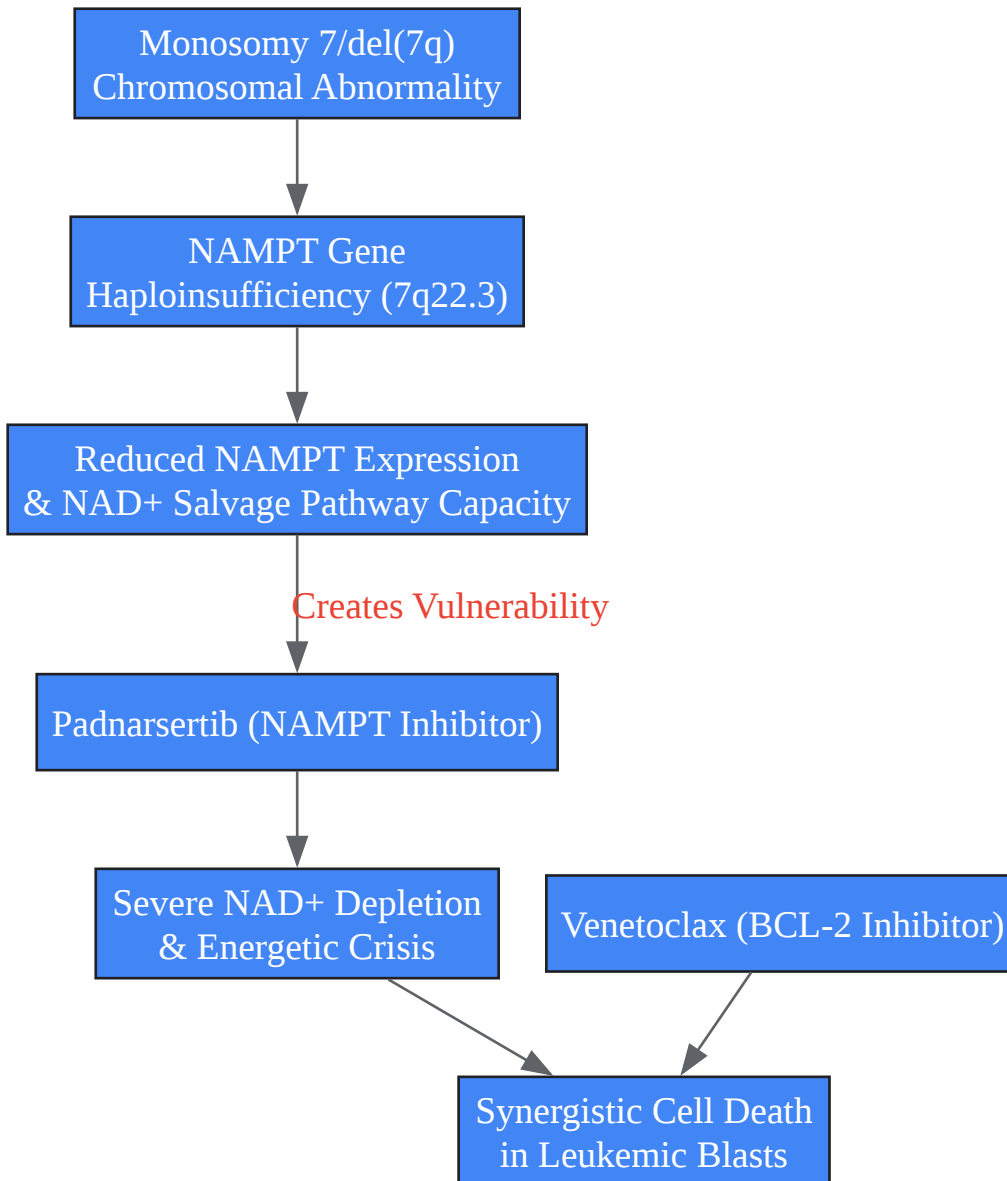 Monosomy 7/del(7q)
Chromosomal Abnormality
NAMPT Gene
Haploinsufficiency (7q22.3)
Reduced NAMPT Expression
& NAD+ Salvage Pathway Capacity
Creates Vulnerability
Padnarsertib (NAMPT Inhibitor)
Severe NAD+ Depletion
& Energetic Crisis
Venetoclax (BCL-2 Inhibitor)
Synergistic Cell Death
in Leukemic Blasts